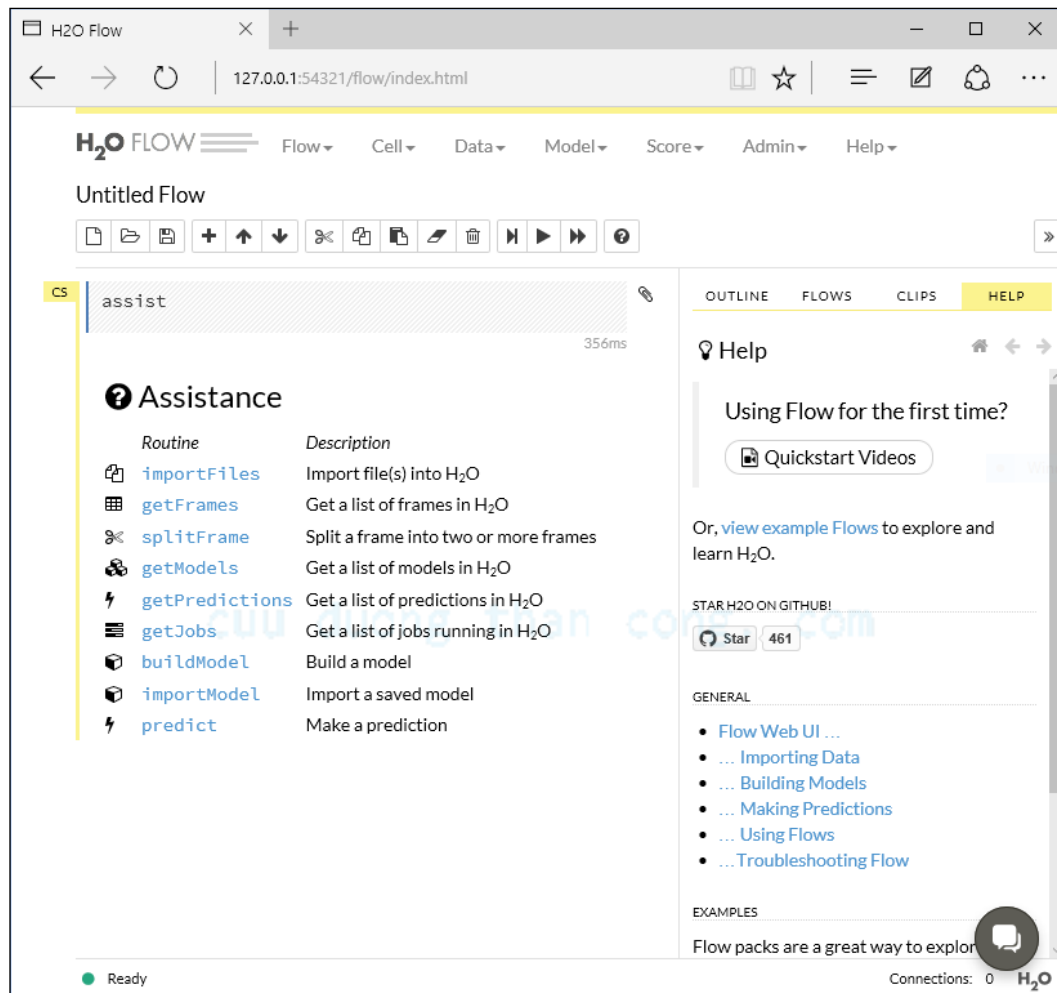 H2O Flow
127.0.0.1:54321/flow/index.html
H2O FLOW
Flow
Cell
Data
Model
Score
Admin
Help
Untitled Flow
CS
assist
356ms
Assistance
Routine Description
importFiles Import file(s) into H2O
getFrames Get a list of frames in H2O
splitFrame Split a frame into two or more frames
getModels Get a list of models in H2O
getPredictions Get a list of predictions in H2O
getJobs Get a list of jobs running in H2O
buildModel Build a model
importModel Import a saved model
predict Make a prediction
cuu duong than cong . com
OUTLINE FLOWS CLIPS HELP
Help
Using Flow for the first time?
Quickstart Videos
Or, view example Flows to explore and
learn H2O.
STAR H2O ON GITHUB!
Star 461
GENERAL
• Flow Web UI ...
• ... Importing Data
• ... Building Models
• ... Making Predictions
• ... Using Flows
• ...Troubleshooting Flow
EXAMPLES
Flow packs are a great way to explor
Ready
Connections: 0 H2O